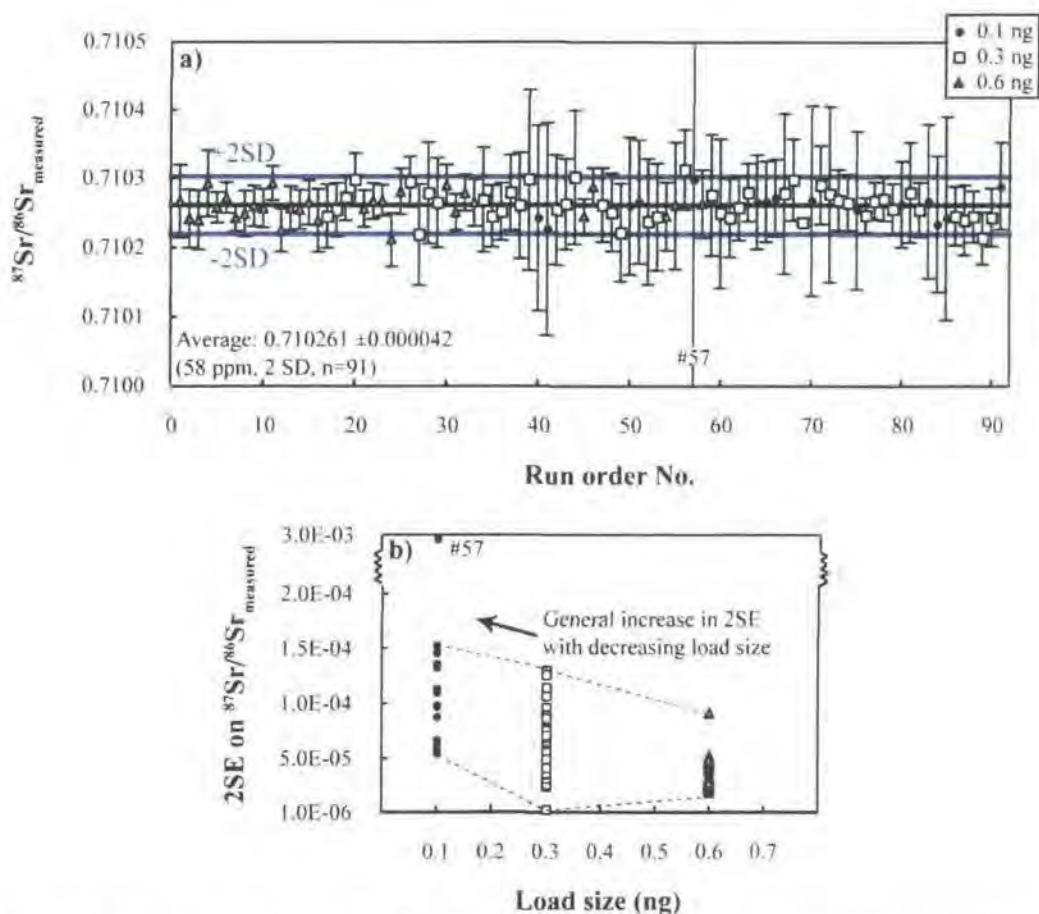 0.1 ng
0.3 ng
0.6 ng
a)
0.7105
0.7104
0.7103
0.7102
0.7101
0.7100
⁸⁷Sr/⁸⁶Sr measured
+2SD
-2SD
Average: 0.710261 ±0.000042
(58 ppm, 2 SD, n=91)
#57
0 10 20 30 40 50 60 70 80 90
Run order No.
b)
#57
3.0E-03
2.0E-04
1.5E-04
1.0E-04
5.0E-05
1.0E-06
2SE on ⁸⁷Sr/⁸⁶Sr measured
General increase in 2SE
with decreasing load size
0.1 0.2 0.3 0.4 0.5 0.6 0.7
Load size (ng)